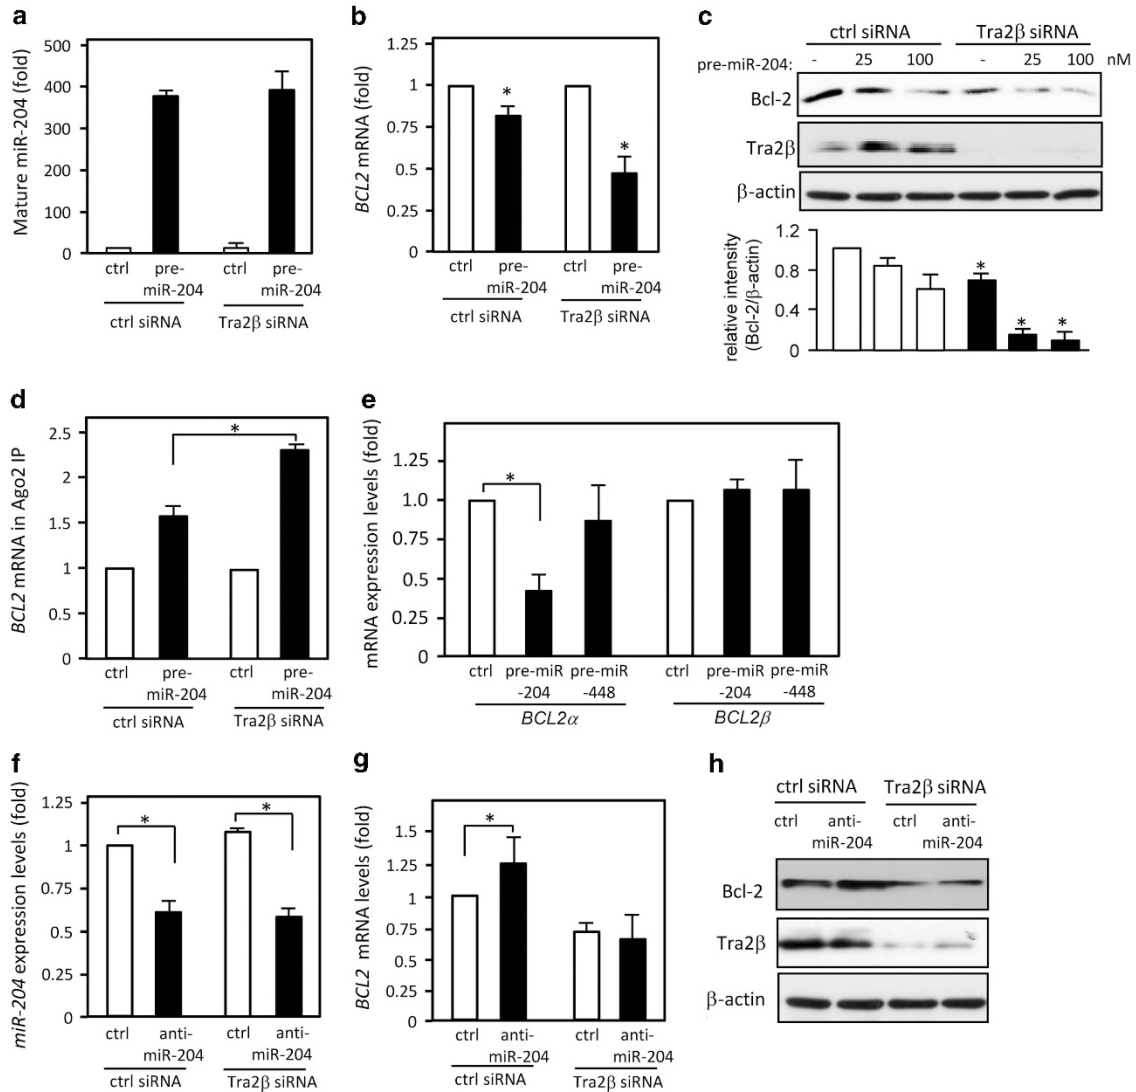 a
Mature miR-204 (fold)
500
400
300
200
100
0
ctrl pre- ctrl pre-
miR-204 miR-204
ctrl siRNA Tra2β siRNA
b
BCL2 mRNA (fold)
1.25
1
0.75
0.5
0.25
0
* *
ctrl pre- ctrl pre-
miR-204 miR-204
ctrl siRNA Tra2β siRNA
c
ctrl siRNA Tra2β siRNA
pre-miR-204: - 25 100 - 25 100 nM
Bcl-2
Tra2β
β-actin
relative intensity
(Bcl-2/β-actin)
1.2
0.8
0.4
0
* * *
d
BCL2 mRNA in Ago2 IP
2.5
2
1.5
1
0.5
0
*
ctrl pre- ctrl pre-
miR-204 miR-204
ctrl siRNA Tra2β siRNA
e
mRNA expression levels (fold)
1.25
1.0
0.75
0.5
0.25
0
*
ctrl pre-miR pre-miR ctrl pre-miR pre-miR
-204 -448 -204 -448
BCL2α BCL2β
f
miR-204 expression levels (fold)
1.25
1
0.75
0.5
0.25
0
* *
ctrl anti- ctrl anti-
miR-204 miR-204
ctrl siRNA Tra2β siRNA
g
BCL2 mRNA levels (fold)
1.5
1.25
1
0.75
0.5
0.25
0
*
ctrl anti- ctrl anti-
miR-204 miR-204
ctrl siRNA Tra2β siRNA
h
ctrl siRNA Tra2β siRNA
ctrl anti- ctrl anti-
miR-204 miR-204
Bcl-2
Tra2β
β-actin